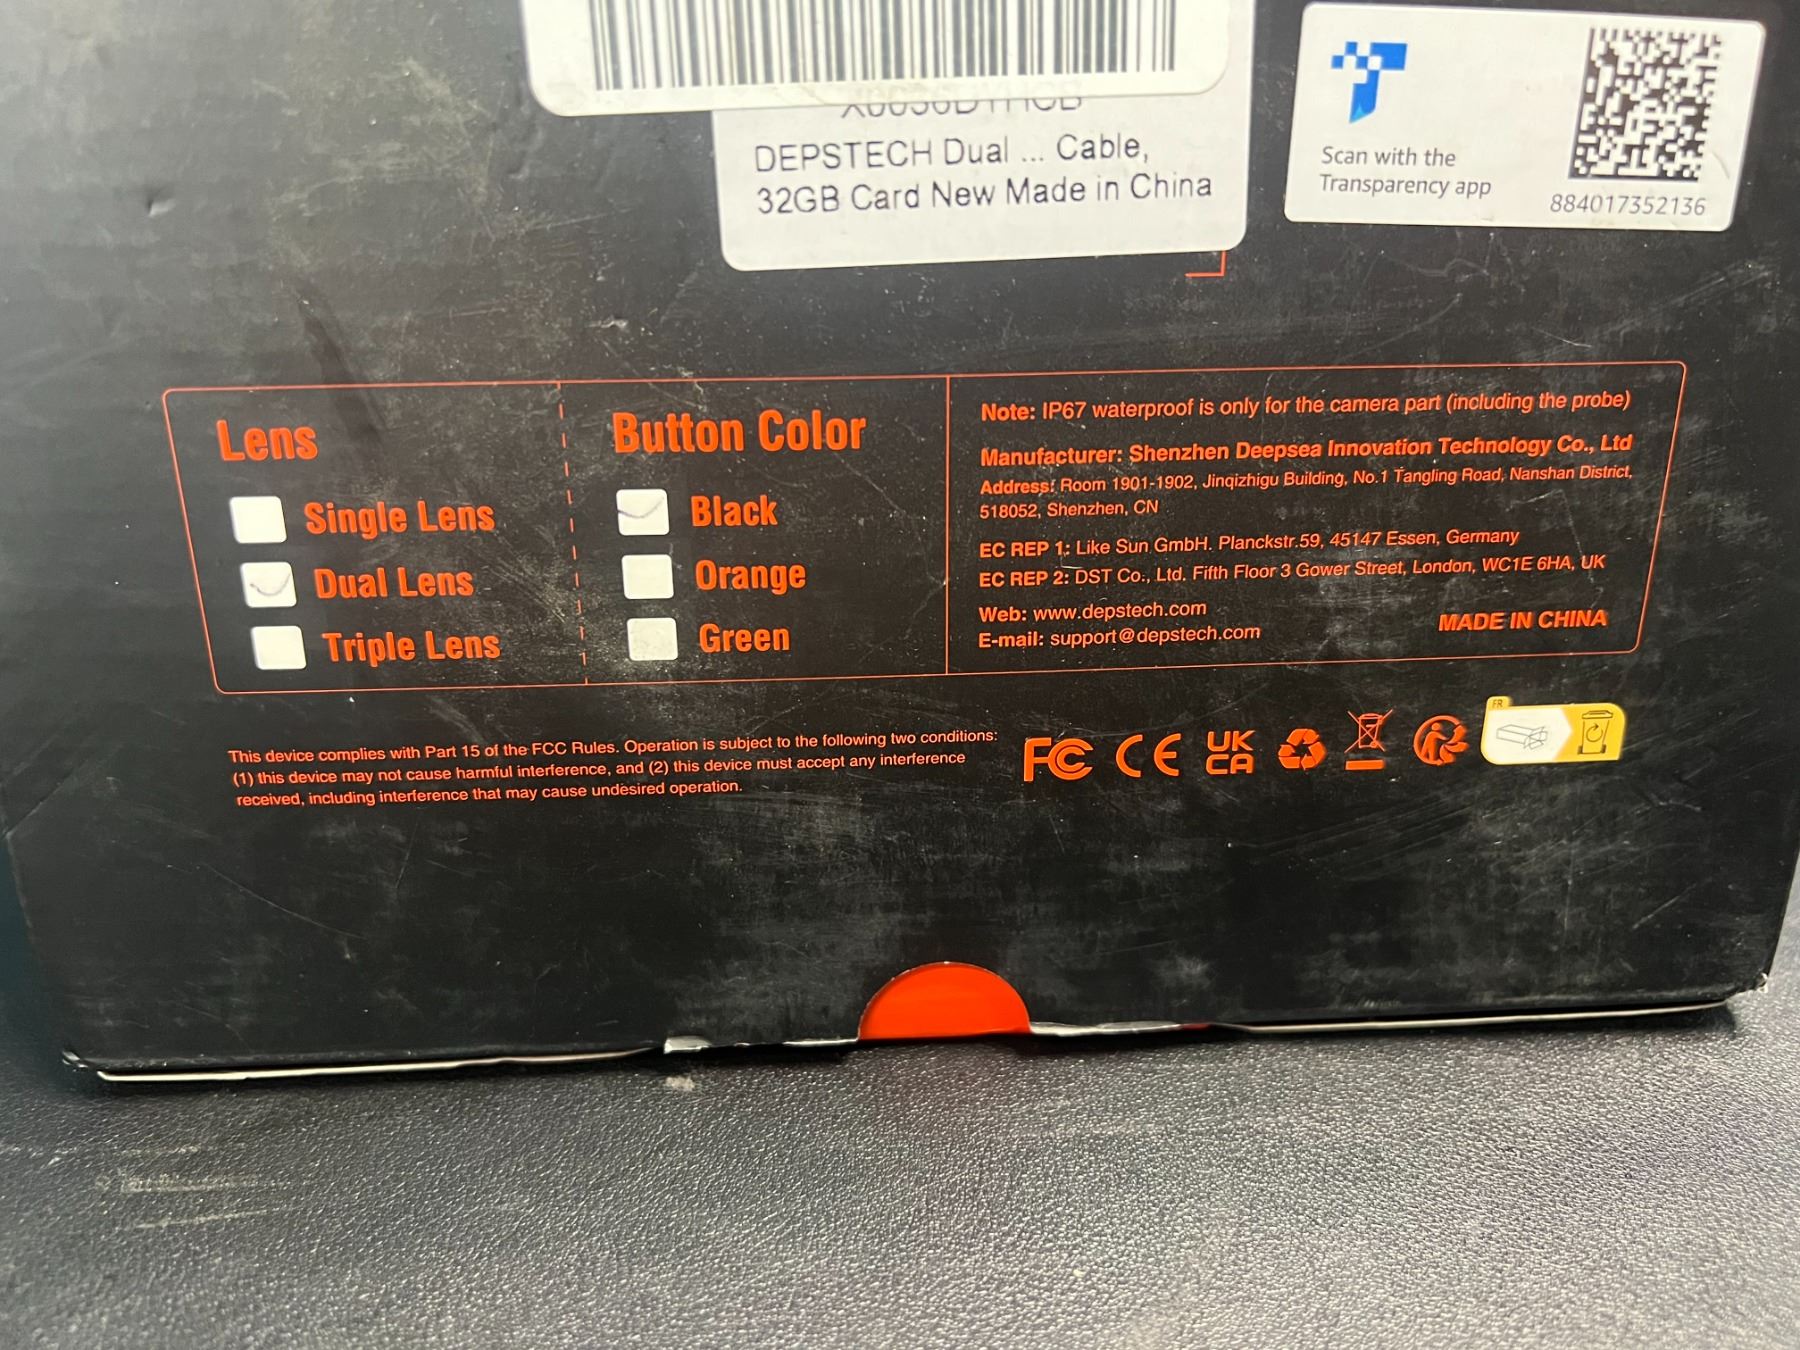 DEPSTECH Dual ... Cable,
32GB Card New Made in China
Scan with the
Transparency app
884017352136
Lens
Single Lens
Dual Lens
Triple Lens
Button Color
Black
Orange
Green
Note: IP67 waterproof is only for the camera part (including the probe)
Manufacturer: Shenzhen Deepsea Innovation Technology Co., Ltd
Address: Room 1901-1902, Jinqizhigu Building, No.1 Tangling Road, Nanshan District,
518052, Shenzhen, CN
EC REP 1: Like Sun GmbH. Planckstr.59, 45147 Essen, Germany
EC REP 2: DST Co., Ltd. Fifth Floor 3 Gower Street, London, WC1E 6HA, UK
Web: www.depstech.com
E-mail: support@depstech.com
MADE IN CHINA
This device complies with Part 15 of the FCC Rules. Operation is subject to the following two conditions:
(1) this device may not cause harmful interference, and (2) this device must accept any interference
received, including interference that may cause undesired operation.
FC CE UK
CA
FR